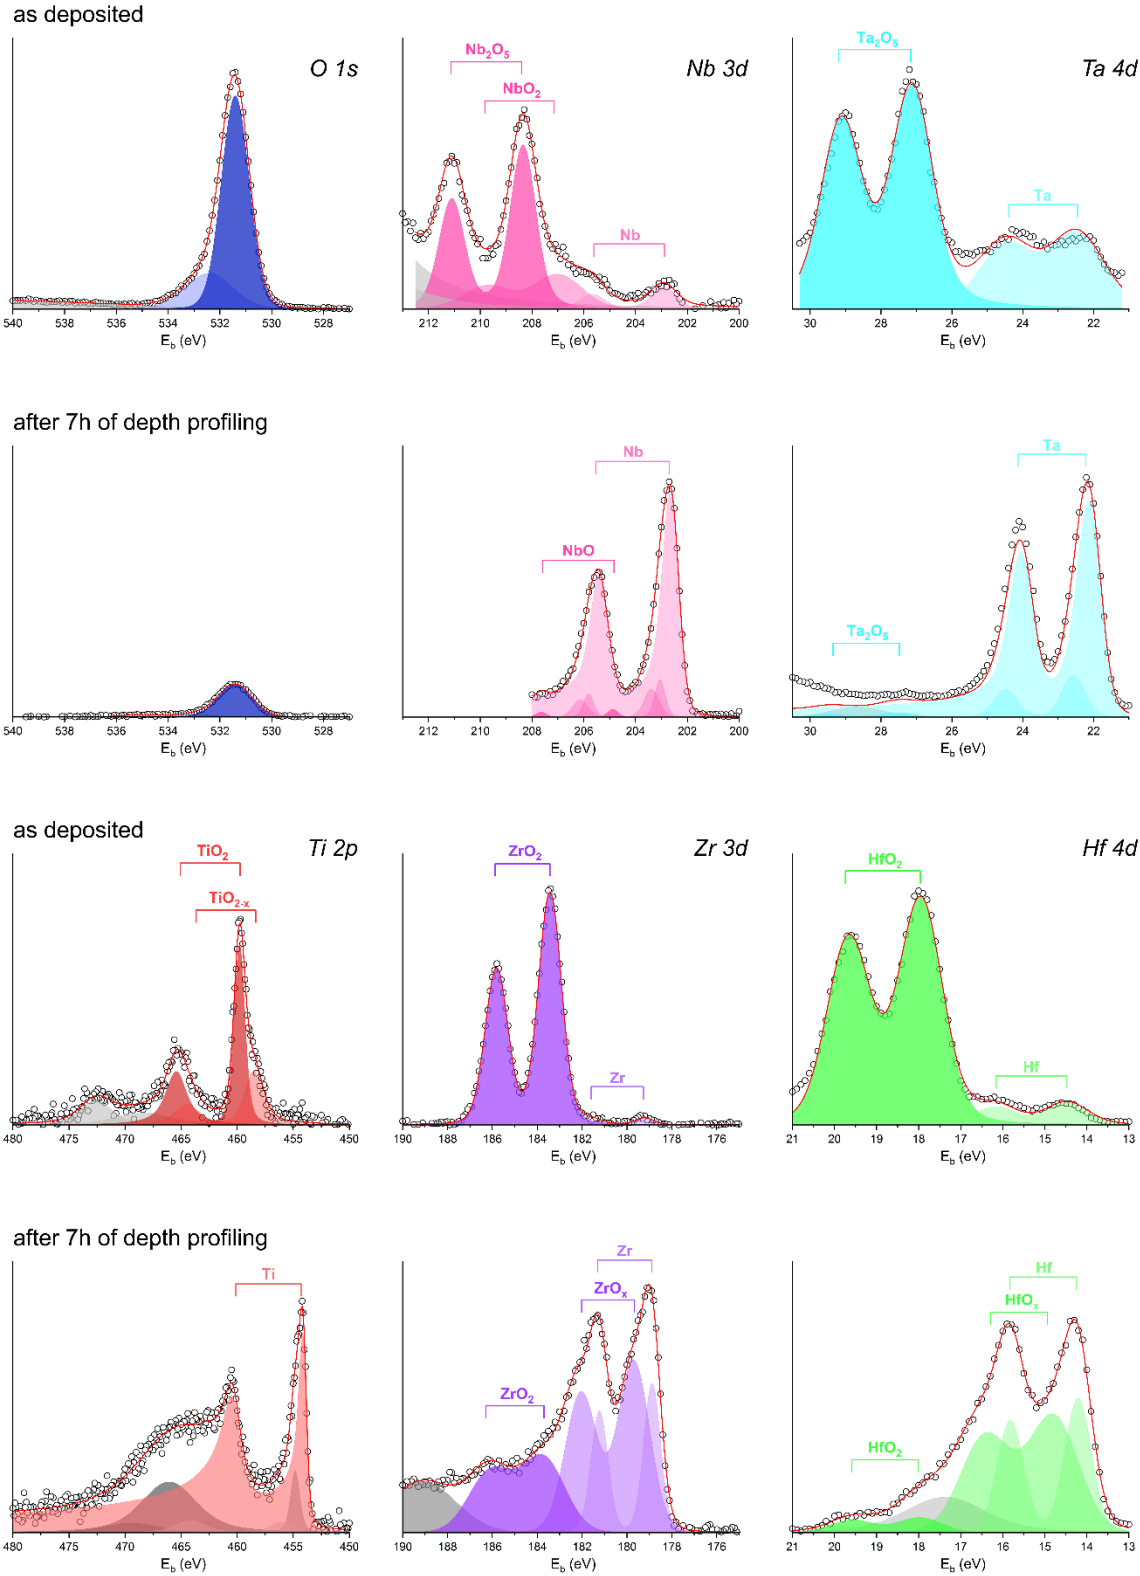 as deposited
O 1s
Nb 3d
Ta 4d
Nb₂O₅
NbO₂
Nb
Ta₂O₅
Ta
540 538 536 534 532 530 528
E_b (eV)
212 210 208 206 204 202 200
E_b (eV)
30 28 26 24 22
E_b (eV)
after 7h of depth profiling
Nb
NbO
Ta
Ta₂O₅
540 538 536 534 532 530 528
E_b (eV)
212 210 208 206 204 202 200
E_b (eV)
30 28 26 24 22
E_b (eV)
as deposited
Ti 2p
Zr 3d
Hf 4d
TiO₂
TiO₂₋ₓ
ZrO₂
Zr
HfO₂
Hf
480 475 470 465 460 455 450
E_b (eV)
190 188 186 184 182 180 178 176
E_b (eV)
21 20 19 18 17 16 15 14 13
E_b (eV)
after 7h of depth profiling
Ti
Zr
ZrOₓ
ZrO₂
Hf
HfOₓ
HfO₂
480 475 470 465 460 455 450
E_b (eV)
190 188 186 184 182 180 178 176
E_b (eV)
21 20 19 18 17 16 15 14 13
E_b (eV)